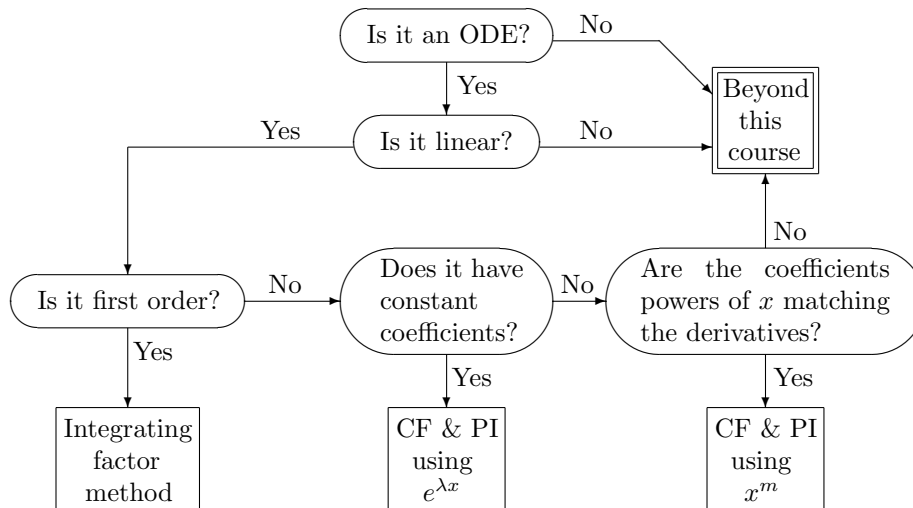 Is it an ODE?
No
Yes
Beyond
this
course
Yes
Is it linear?
No
No
Is it first order?
No
Does it have
constant
coefficients?
No
Are the coefficients
powers of x matching
the derivatives?
Yes
Yes
Yes
Integrating
factor
method
CF & PI
using
e^{λx}
CF & PI
using
x^m